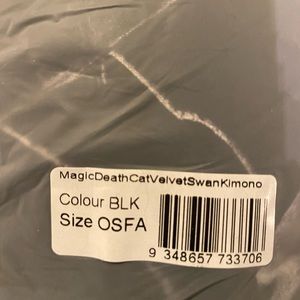 MagicDeathCatVelvetSwanKimono
Colour BLK
Size OSFA
9 348657 733706